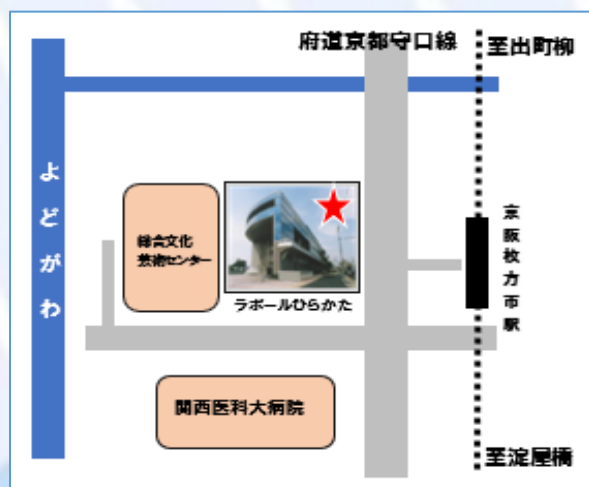 府道京都守口線
至出町柳
よどがわ
総合文化
芸術センター
ラポールひらかた
京阪枚方市駅
関西医科大病院
至淀屋橋